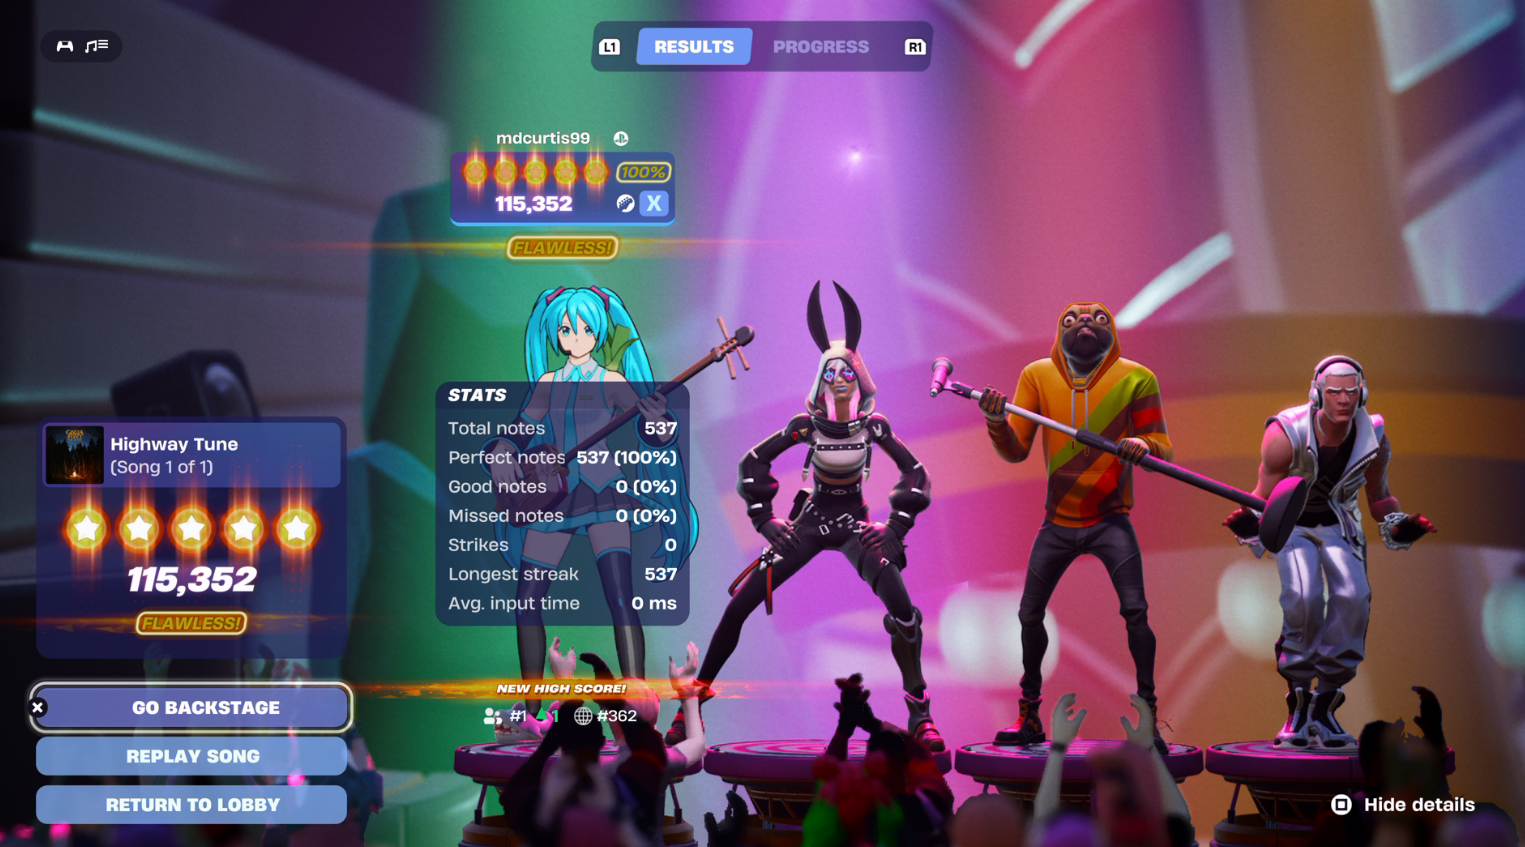 L1 RESULTS PROGRESS R1
mdcurtis99
100%
115,352 X
FLAWLESS!
STATS
Total notes 537
Perfect notes 537 (100%)
Good notes 0 (0%)
Missed notes 0 (0%)
Strikes 0
Longest streak 537
Avg. input time 0 ms
NEW HIGH SCORE!
#1 1 #362
Highway Tune
(Song 1 of 1)
115,352
FLAWLESS!
GO BACKSTAGE
REPLAY SONG
RETURN TO LOBBY
Hide details